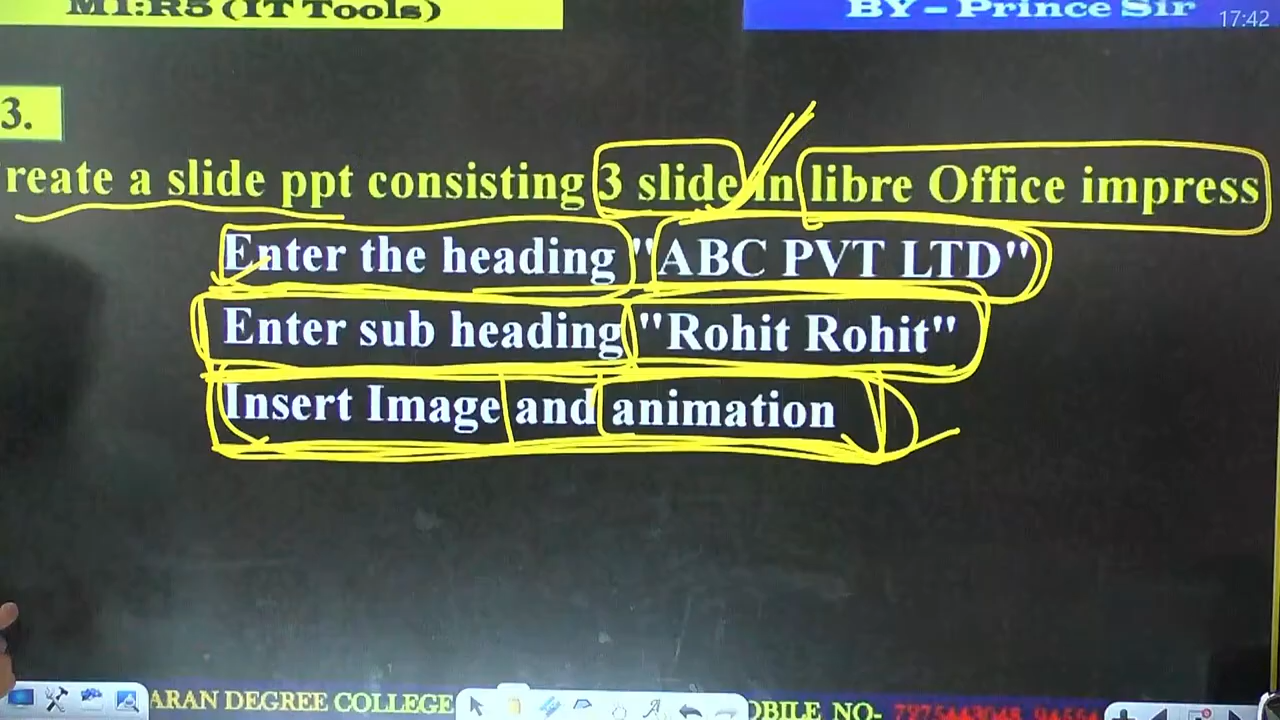 M1:R5 (IT Tools)
BY – Prince Sir
17:42
3.
reate a slide ppt consisting 3 slide in libre Office impress
Enter the heading "ABC PVT LTD"
Enter sub heading "Rohit Rohit"
Insert Image and animation
ARAN DEGREE COLLEGE
OBILE NO-